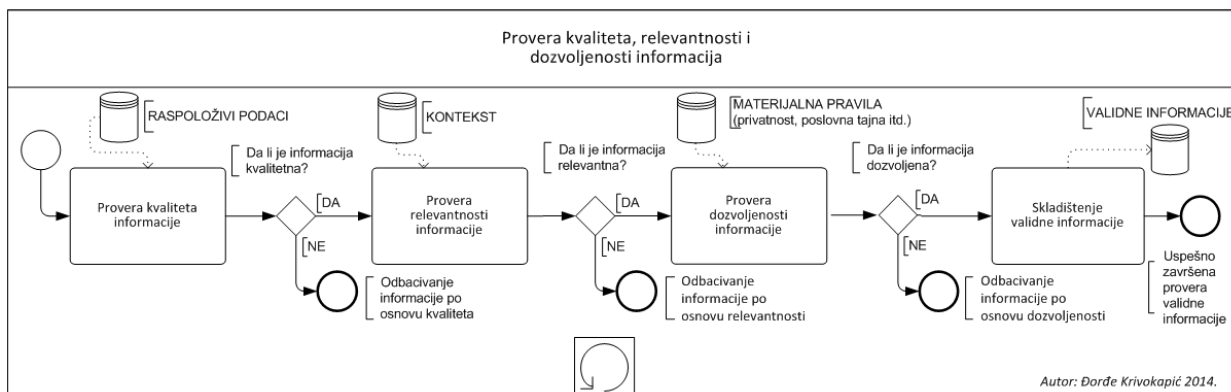 Provera kvaliteta, relevantnosti i
dozvoljenosti informacija
RASPOLOŽIVI PODACI
Da li je informacija
kvalitetna?
Provera kvaliteta
informacije
DA
NE
Odbacivanje
informacije po
osnovu kvaliteta
KONTEKST
Da li je informacija
relevantna?
Provera
relevantnosti
informacije
DA
NE
Odbacivanje
informacije po
osnovu relevantnosti
MATERIJALNA PRAVILA
(privatnost, poslovna tajna itd.)
Da li je informacija
dozvoljena?
Provera
dozvoljenosti
informacije
DA
NE
Odbacivanje
informacije po
osnovu dozvoljenosti
VALIDNE INFORMACIJE
Skladištenje
validne informacije
Uspešno
završena
provera
validne
informacije
Autor: Đorđe Krivokapić 2014.